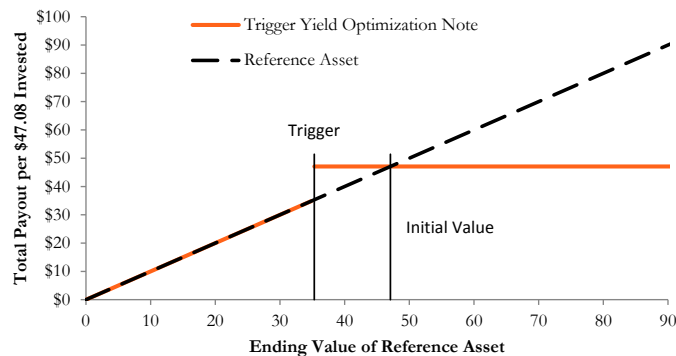 Total Payout per $47.08 Invested
$100
$90
$80
$70
$60
$50
$40
$30
$20
$10
$0
Trigger Yield Optimization Note
Reference Asset
Trigger
Initial Value
0 10 20 30 40 50 60 70 80 90
Ending Value of Reference Asset